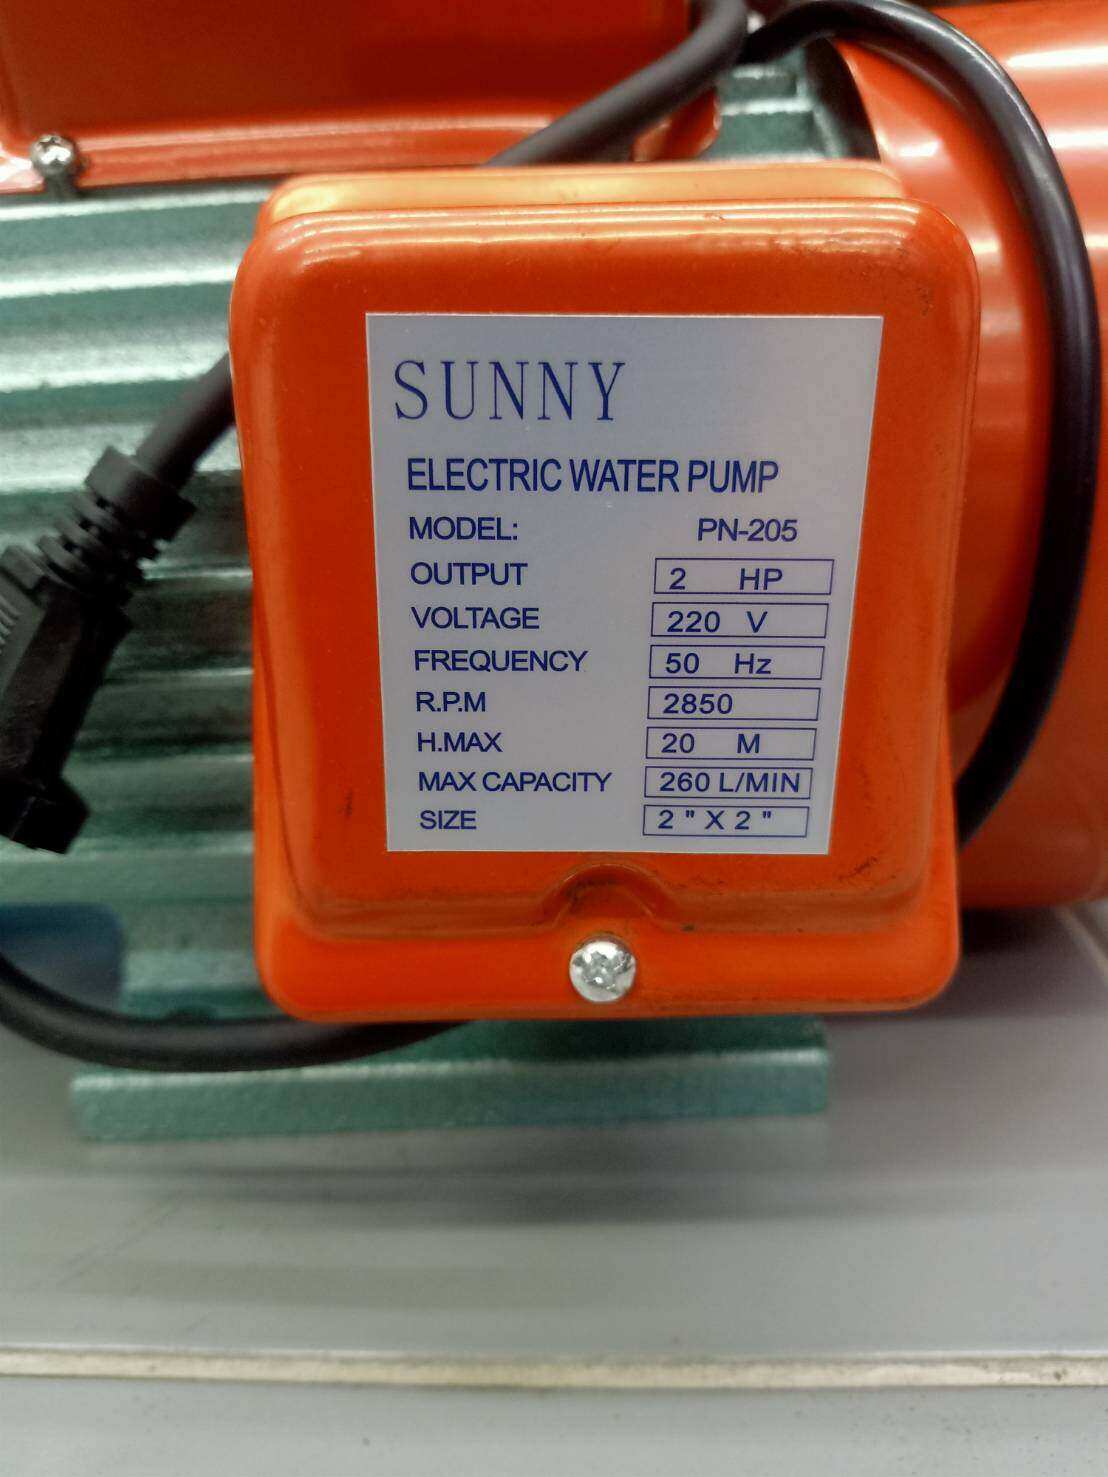 SUNNY
ELECTRIC WATER PUMP
MODEL: PN-205
OUTPUT 2 HP
VOLTAGE 220 V
FREQUENCY 50 Hz
R.P.M 2850
H.MAX 20 M
MAX CAPACITY 260 L/MIN
SIZE 2 " X 2 "